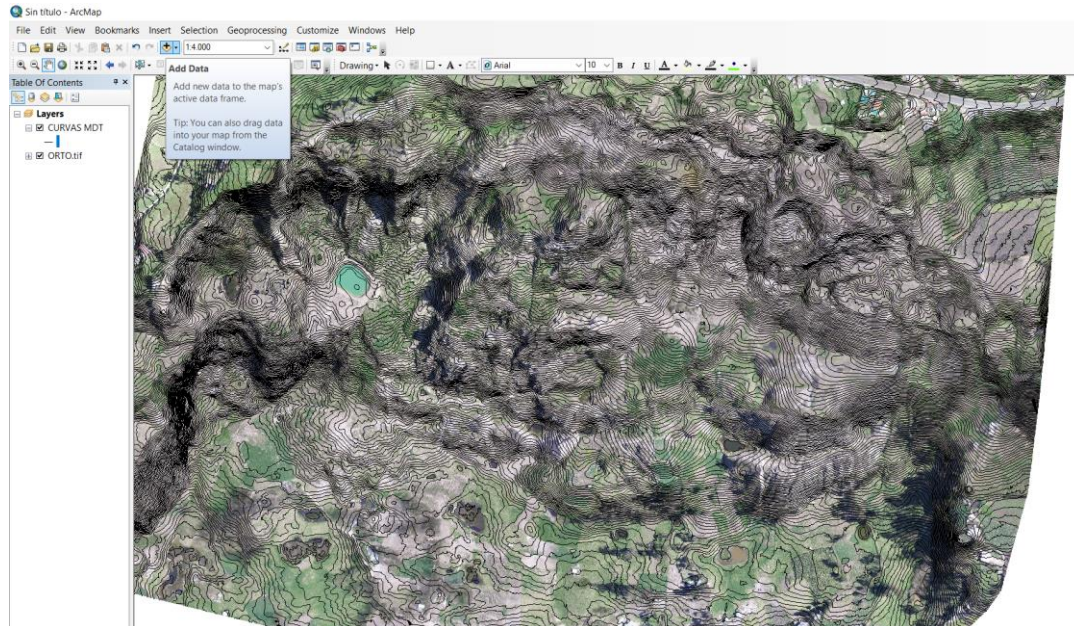 Sin título - ArcMap
File Edit View Bookmarks Insert Selection Geoprocessing Customize Windows Help
1:4.000
Drawing Arial 10 B I U A
Add Data
Add new data to the map's
active data frame.
Tip: You can also drag data
into your map from the
Catalog window.
Table Of Contents
Layers
CURVAS MDT
ORTO.tif